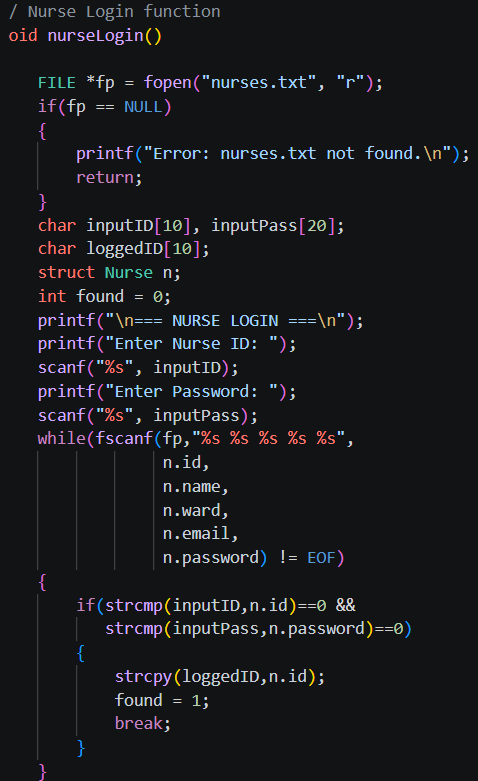 / Nurse Login function
oid nurseLogin()
FILE *fp = fopen("nurses.txt", "r");
if(fp == NULL)
{
printf("Error: nurses.txt not found.\n");
return;
}
char inputID[10], inputPass[20];
char loggedID[10];
struct Nurse n;
int found = 0;
printf("\n=== NURSE LOGIN ===\n");
printf("Enter Nurse ID: ");
scanf("%s", inputID);
printf("Enter Password: ");
scanf("%s", inputPass);
while(fscanf(fp,"%s %s %s %s %s",
n.id,
n.name,
n.ward,
n.email,
n.password) != EOF)
{
if(strcmp(inputID,n.id)==0 &&
strcmp(inputPass,n.password)==0)
{
strcpy(loggedID,n.id);
found = 1;
break;
}
}